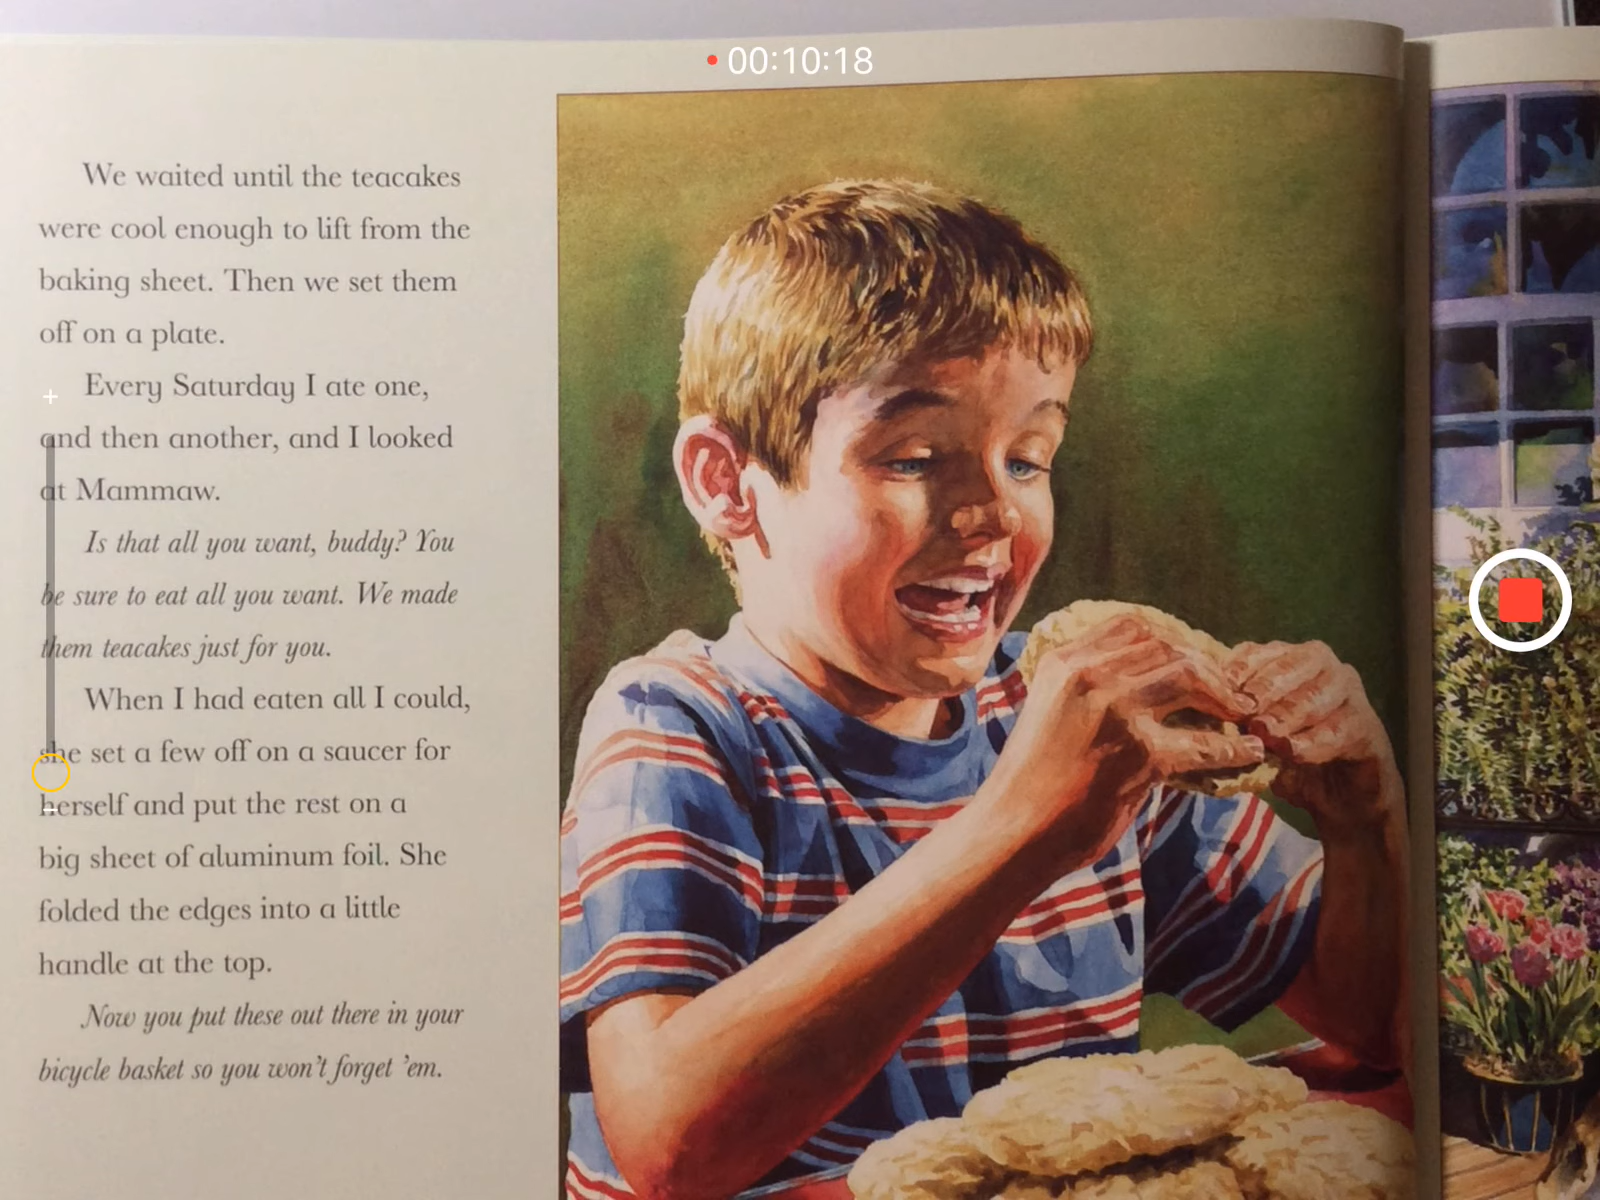 00:10:18
We waited until the teacakes
were cool enough to lift from the
baking sheet. Then we set them
off on a plate.
Every Saturday I ate one,
and then another, and I looked
at Mammaw.
Is that all you want, buddy? You
be sure to eat all you want. We made
them teacakes just for you.
When I had eaten all I could,
she set a few off on a saucer for
herself and put the rest on a
big sheet of aluminum foil. She
folded the edges into a little
handle at the top.
Now you put these out there in your
bicycle basket so you won't forget 'em.